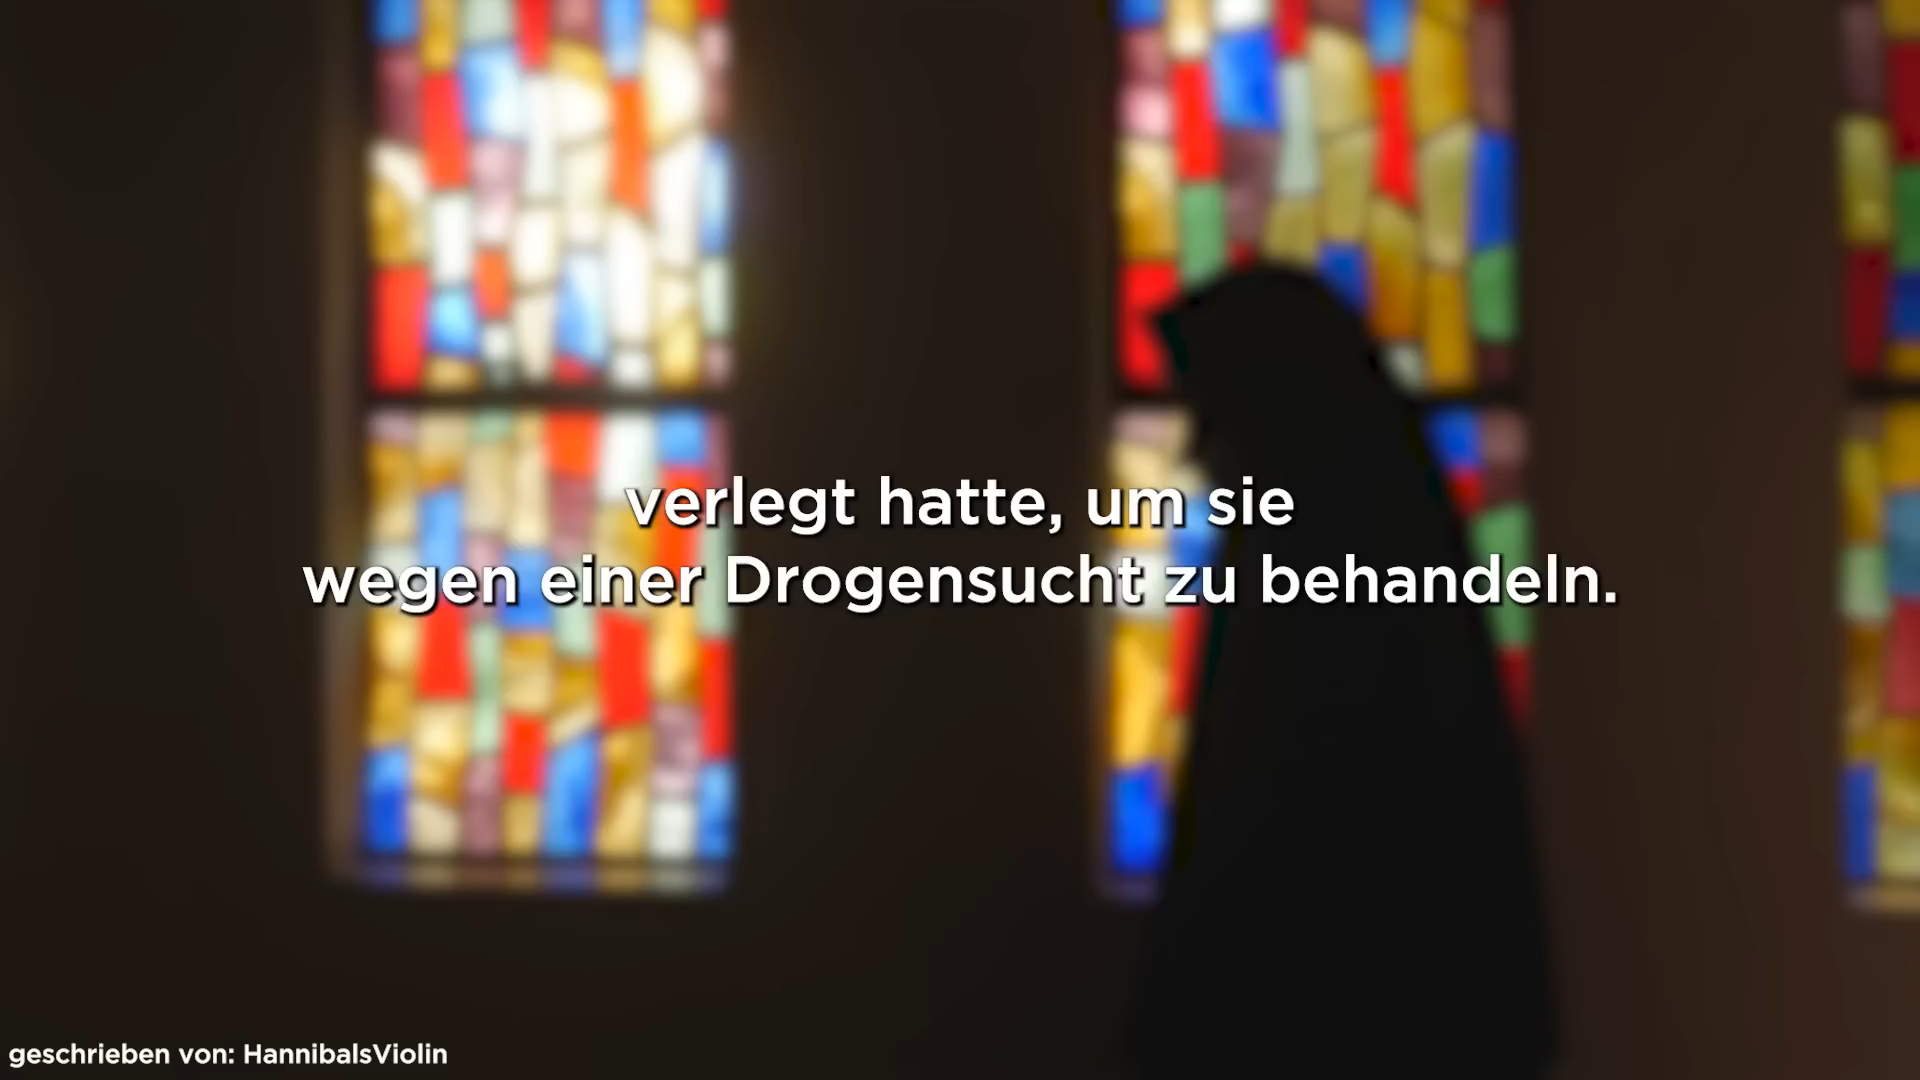 verlegt hatte, um sie
wegen einer Drogensucht zu behandeln.
geschrieben von: HannibalsViolin